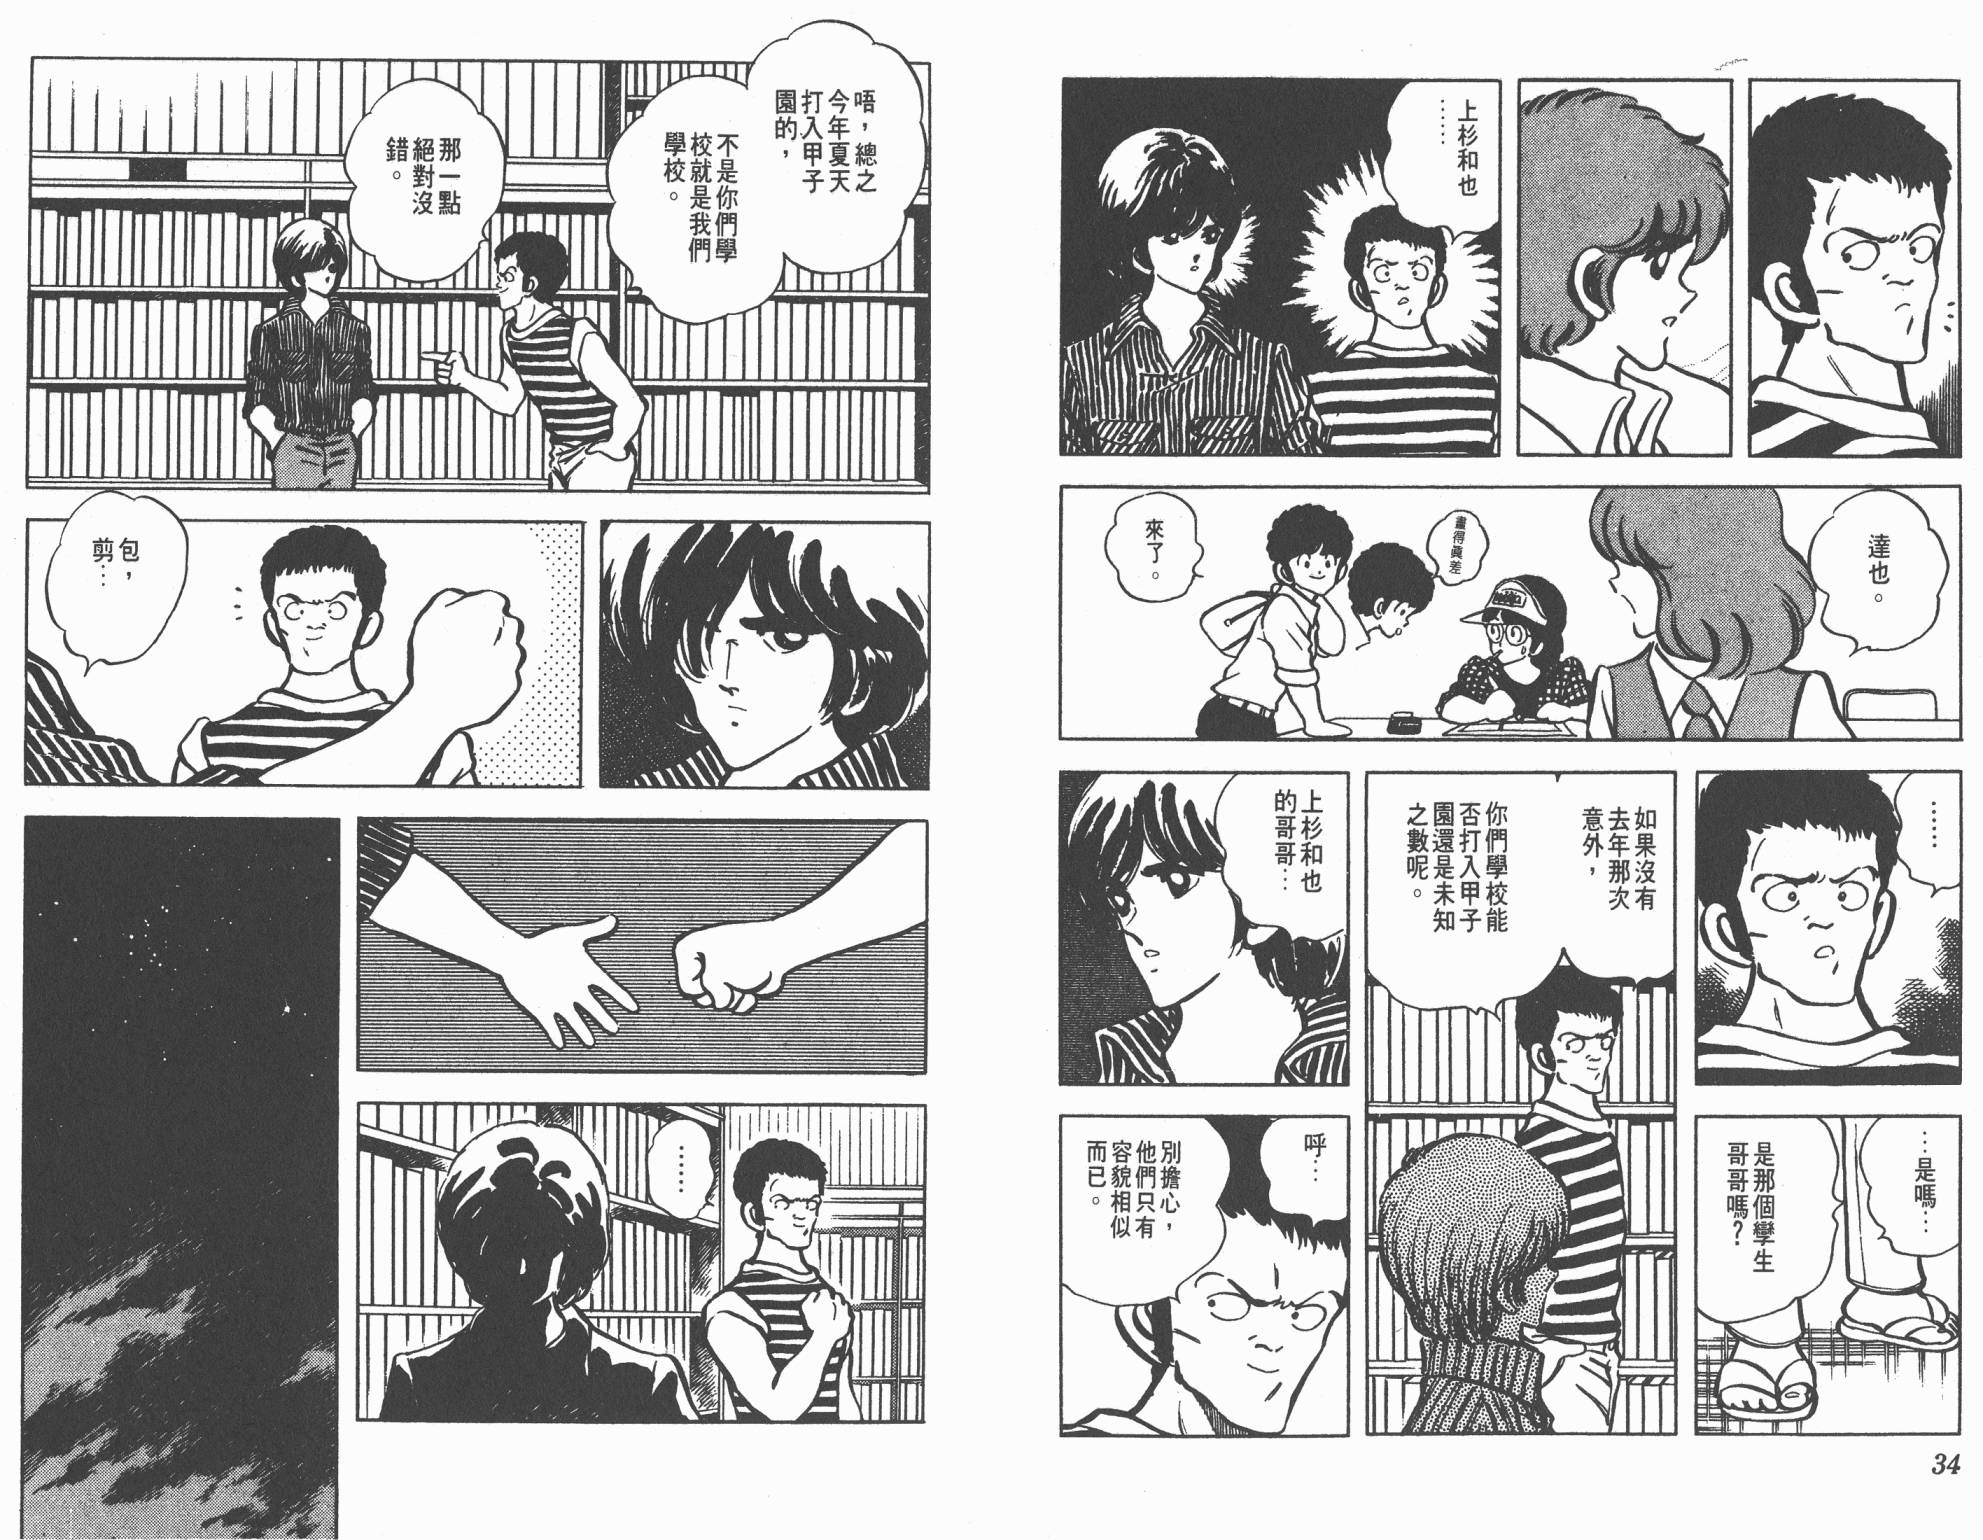 上杉和也
……
達也。
畫得眞差
來了。
……
如果沒有
去年那次
意外，
你們學校能
否打入甲子
園還是未知
之數呢。
上杉和也
的哥哥…
…是嗎…
是那個孿生
哥哥嗎？
呼…
別擔心，
他們只有
容貌相似
而已。
34
唔，總之
今年夏天
打入甲子
園的，
不是你們學
校就是我們
學校。
那一點
絕對沒
錯。
包，
剪…
……